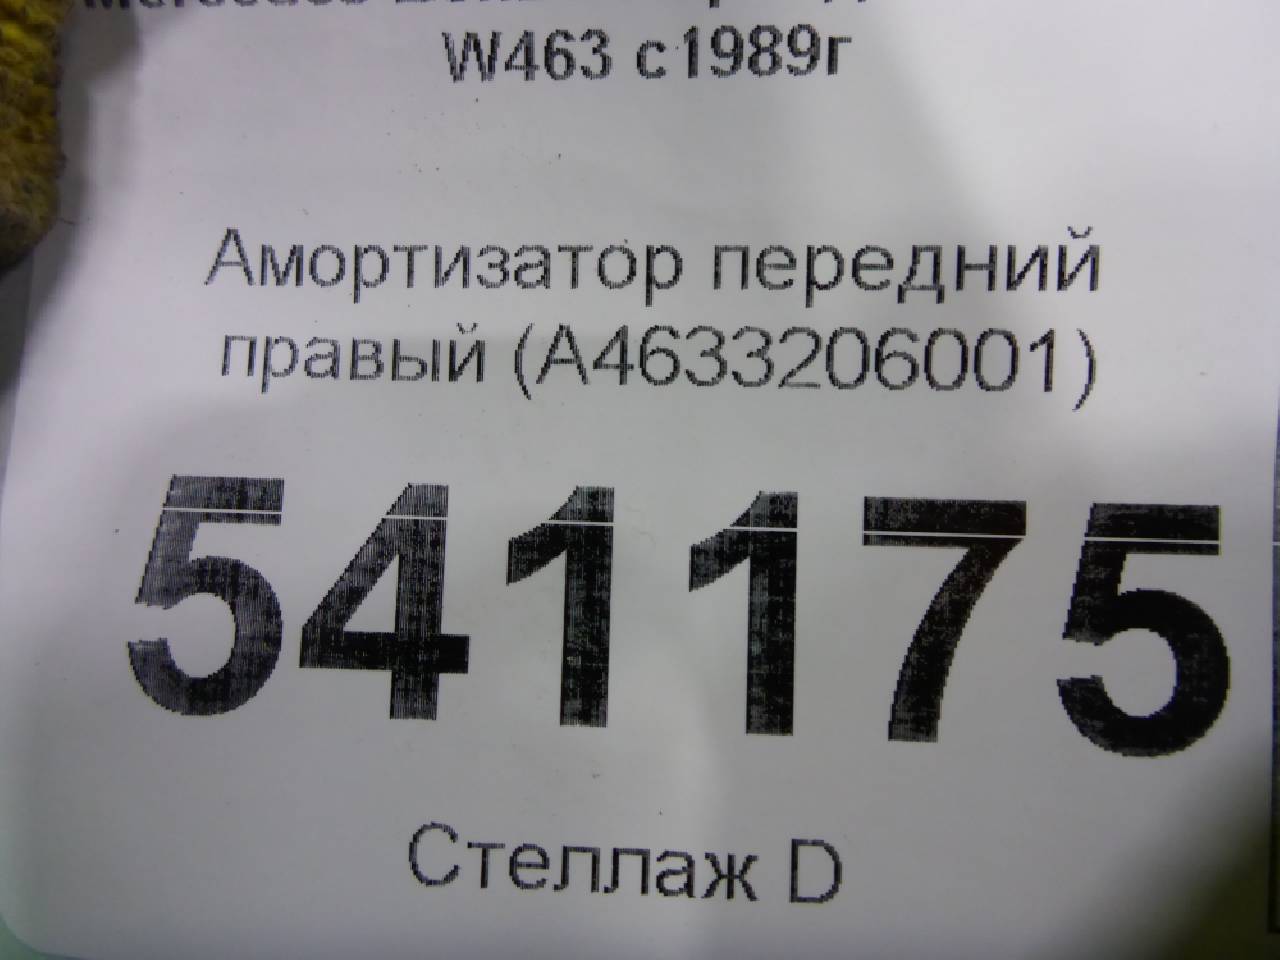 W463 с1989г
Амортизатор передний
правый (A4633206001)
541175
Стеллаж D